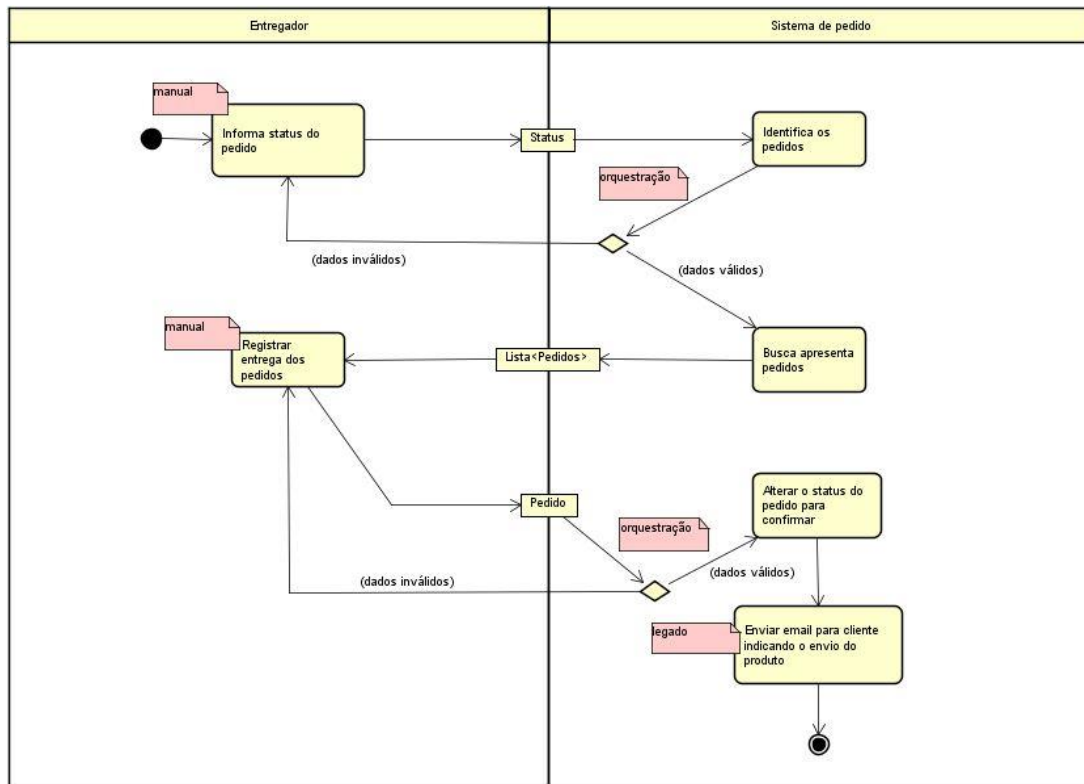 Entregador
Sistema de pedido
manual
Informa status do
pedido
Status
Identifica os
pedidos
orquestração
(dados inválidos)
(dados válidos)
manual
Registrar
entrega dos
pedidos
Lista<Pedidos>
Busca apresenta
pedidos
Pedido
orquestração
Alterar o status do
pedido para
confirmar
(dados inválidos)
(dados válidos)
legado
Enviar email para cliente
indicando o envio do
produto